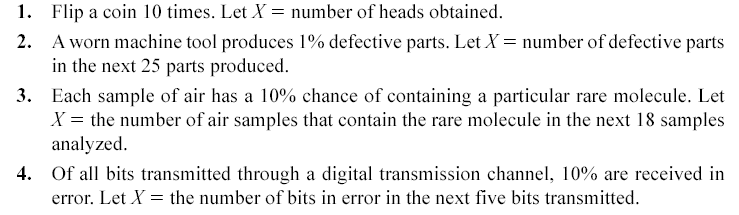 1. Flip a coin 10 times. Let X = number of heads obtained.
2. A worn machine tool produces 1% defective parts. Let X = number of defective parts
in the next 25 parts produced.
3. Each sample of air has a 10% chance of containing a particular rare molecule. Let
X = the number of air samples that contain the rare molecule in the next 18 samples
analyzed.
4. Of all bits transmitted through a digital transmission channel, 10% are received in
error. Let X = the number of bits in error in the next five bits transmitted.